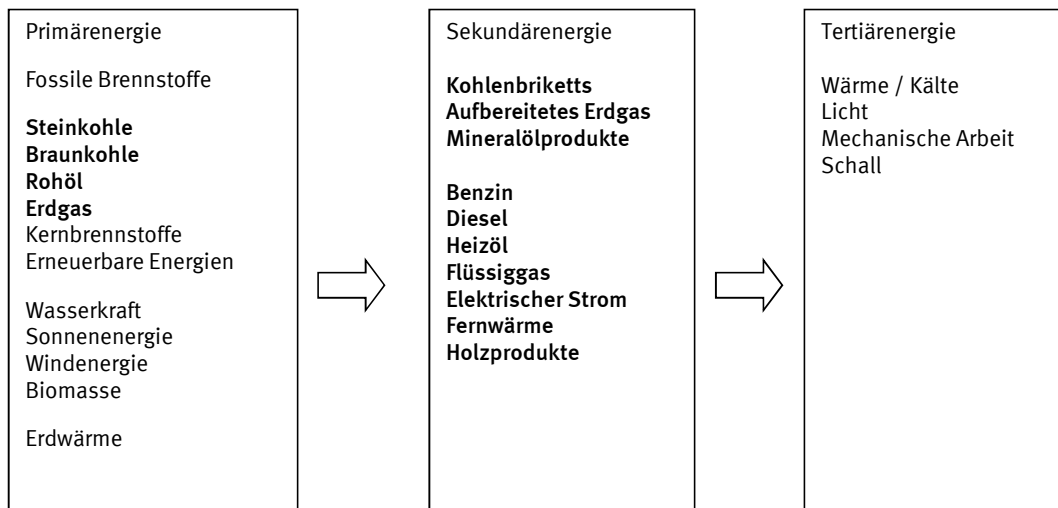 Primärenergie
Fossile Brennstoffe
Steinkohle
Braunkohle
Rohöl
Erdgas
Kernbrennstoffe
Erneuerbare Energien
Wasserkraft
Sonnenenergie
Windenergie
Biomasse
Erdwärme
Sekundärenergie
Kohlenbriketts
Aufbereitetes Erdgas
Mineralölprodukte
Benzin
Diesel
Heizöl
Flüssiggas
Elektrischer Strom
Fernwärme
Holzprodukte
Tertiärenergie
Wärme / Kälte
Licht
Mechanische Arbeit
Schall